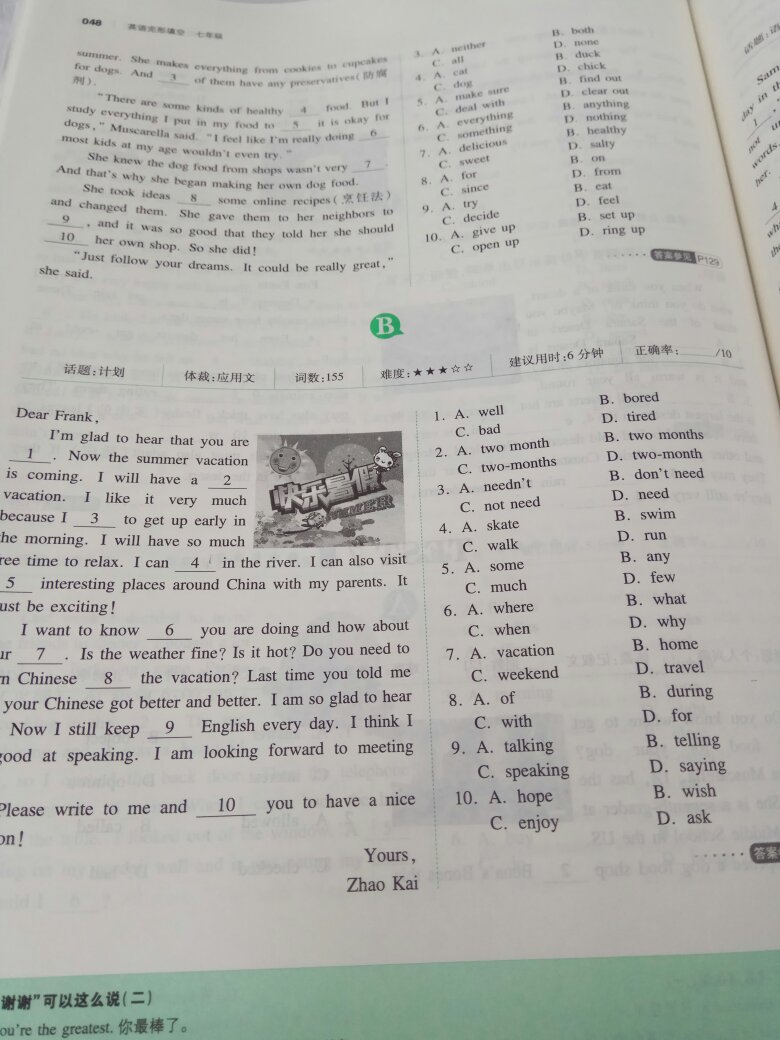 048 英语完形填空 七年级
summer. She makes everything from cookies to cupcakes
for dogs. And 3 of them have any preservatives(防腐
剂).
"There are some kinds of healthy 4 food. But I
study everything I put in my food to 5 it is okay for
dogs," Muscarella said. "I feel like I'm really doing 6
most kids at my age wouldn't even try."
She knew the dog food from shops wasn't very 7 .
And that's why she began making her own dog food.
She took ideas 8 some online recipes(烹饪法)
and changed them. She gave them to her neighbors to
9 , and it was so good that they told her she should
10 her own shop. So she did!
"Just follow your dreams. It could be really great,"
she said.
3. A. neither B. both
C. all D. none
4. A. cat B. duck
C. dog D. chick
5. A. make sure B. find out
C. deal with D. clear out
6. A. everything B. anything
C. something D. nothing
7. A. delicious B. healthy
C. sweet D. salty
8. A. for B. on
C. since D. from
9. A. try B. eat
C. decide D. feel
10. A. give up B. set up
C. open up D. ring up
答案参见 P129
B
话题:计划 体裁:应用文 词数:155 难度:★★★☆☆ 建议用时:6 分钟 正确率:____/10
Dear Frank,
I'm glad to hear that you are
1 . Now the summer vacation
is coming. I will have a 2
vacation. I like it very much
because I 3 to get up early in
the morning. I will have so much
ree time to relax. I can 4 in the river. I can also visit
5 interesting places around China with my parents. It
ust be exciting!
I want to know 6 you are doing and how about
ur 7 . Is the weather fine? Is it hot? Do you need to
n Chinese 8 the vacation? Last time you told me
your Chinese got better and better. I am so glad to hear
. Now I still keep 9 English every day. I think I
good at speaking. I am looking forward to meeting
Please write to me and 10 you to have a nice
on!
Yours,
Zhao Kai
快乐暑假
SUMMER
1. A. well B. bored
C. bad D. tired
2. A. two month B. two months
C. two-months D. two-month
3. A. needn't B. don't need
C. not need D. need
4. A. skate B. swim
C. walk D. run
5. A. some B. any
C. much D. few
6. A. where B. what
C. when D. why
7. A. vacation B. home
C. weekend D. travel
8. A. of B. during
C. with D. for
9. A. talking B. telling
C. speaking D. saying
10. A. hope B. wish
C. enjoy D. ask
答案
谢谢"可以这么说(二)
ou're the greatest. 你最棒了。
Sam
day in th
1
not
words.
her.
4